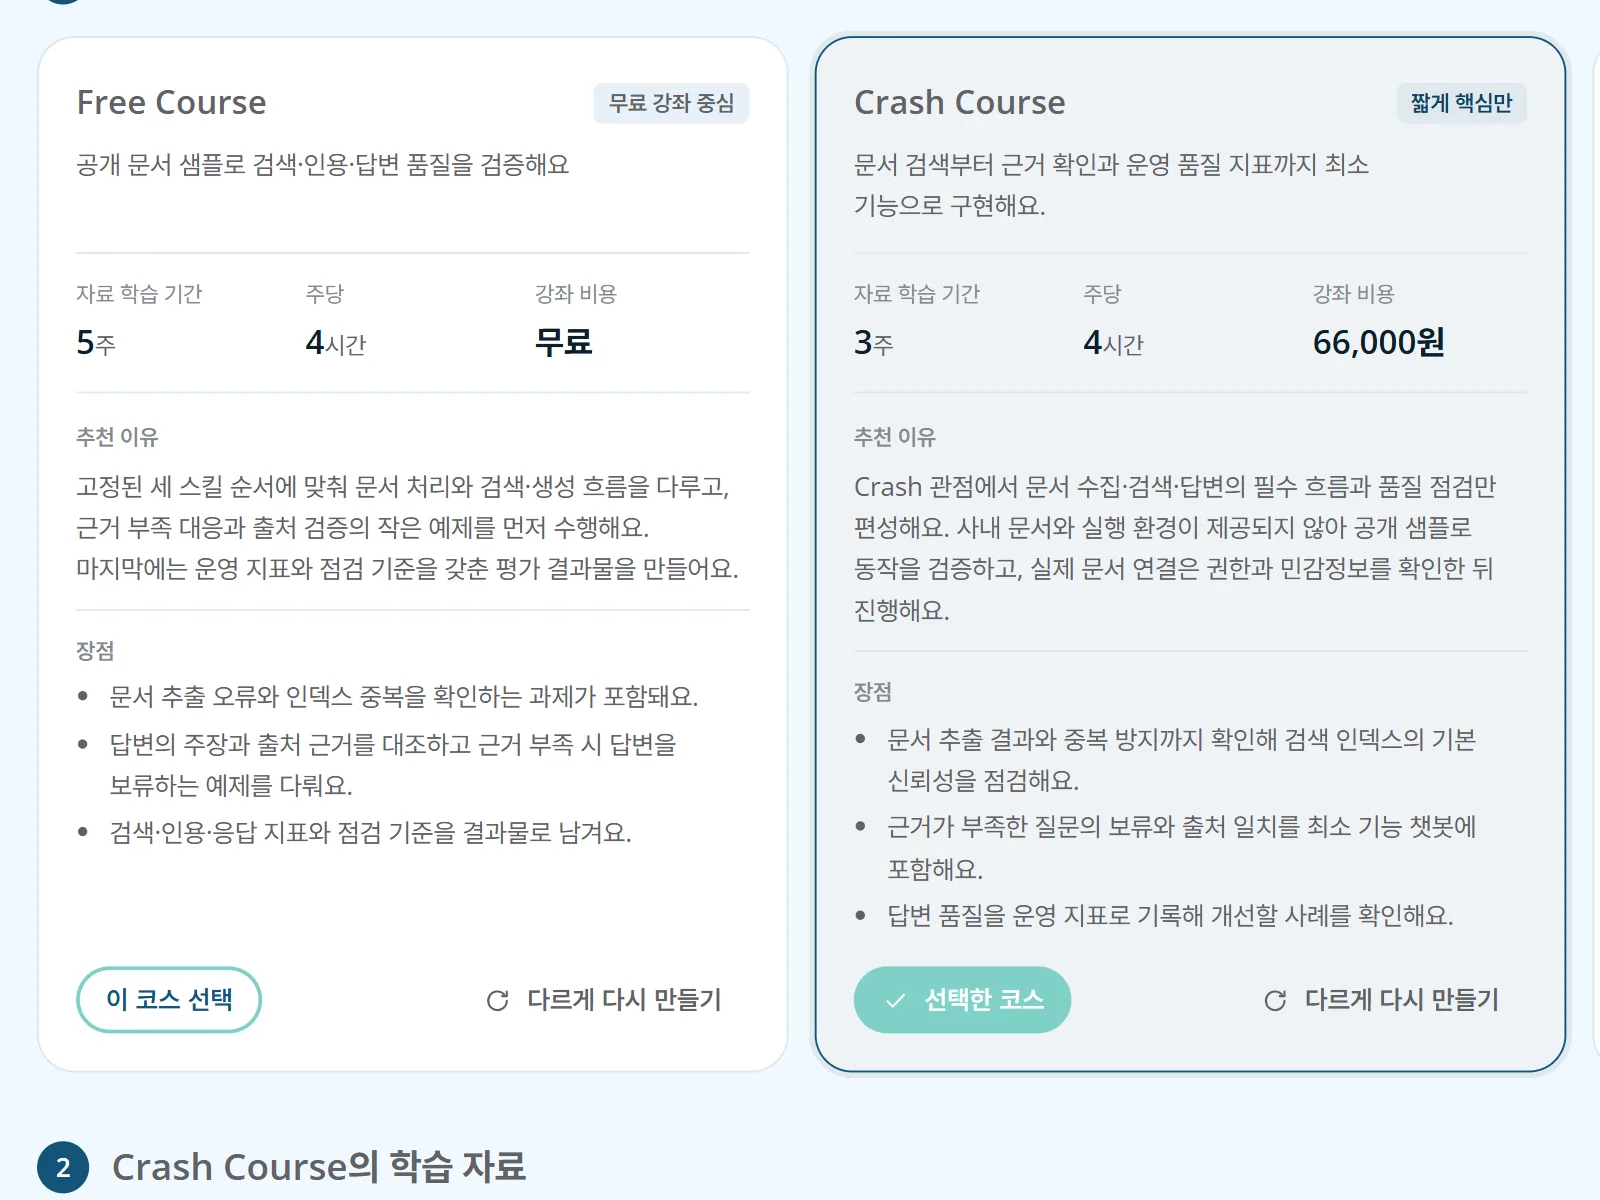 Free Course
무료 강좌 중심
공개 문서 샘플로 검색·인용·답변 품질을 검증해요
자료 학습 기간
주당
강좌 비용
5주
4시간
무료
추천 이유
고정된 세 스킬 순서에 맞춰 문서 처리와 검색·생성 흐름을 다루고,
근거 부족 대응과 출처 검증의 작은 예제를 먼저 수행해요.
마지막에는 운영 지표와 점검 기준을 갖춘 평가 결과물을 만들어요.
장점
문서 추출 오류와 인덱스 중복을 확인하는 과제가 포함돼요.
답변의 주장과 출처 근거를 대조하고 근거 부족 시 답변을
보류하는 예제를 다뤄요.
검색·인용·응답 지표와 점검 기준을 결과물로 남겨요.
이 코스 선택
다르게 다시 만들기
Crash Course
짧게 핵심만
문서 검색부터 근거 확인과 운영 품질 지표까지 최소
기능으로 구현해요.
자료 학습 기간
주당
강좌 비용
3주
4시간
66,000원
추천 이유
Crash 관점에서 문서 수집·검색·답변의 필수 흐름과 품질 점검만
편성해요. 사내 문서와 실행 환경이 제공되지 않아 공개 샘플로
동작을 검증하고, 실제 문서 연결은 권한과 민감정보를 확인한 뒤
진행해요.
장점
문서 추출 결과와 중복 방지까지 확인해 검색 인덱스의 기본
신뢰성을 점검해요.
근거가 부족한 질문의 보류와 출처 일치를 최소 기능 챗봇에
포함해요.
답변 품질을 운영 지표로 기록해 개선할 사례를 확인해요.
선택한 코스
다르게 다시 만들기
2 Crash Course의 학습 자료